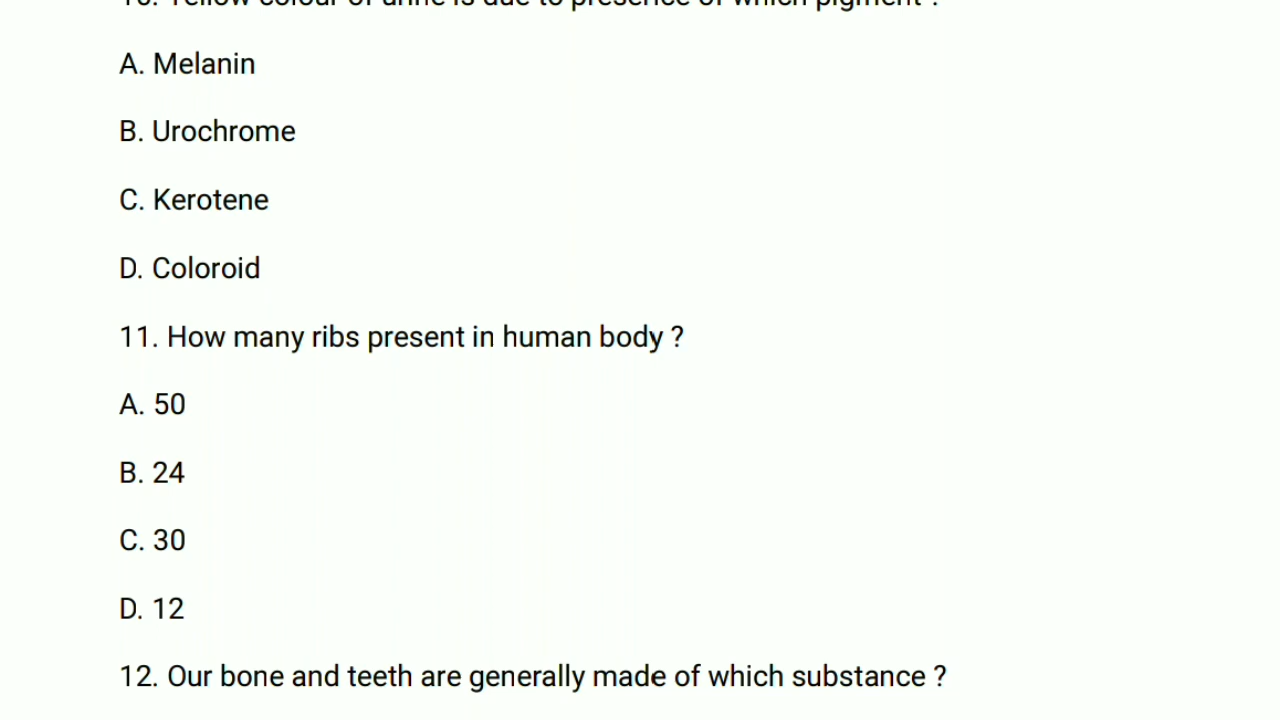 10. Yellow colour of urine is due to presence of which pigment ?
A. Melanin
B. Urochrome
C. Kerotene
D. Coloroid
11. How many ribs present in human body ?
A. 50
B. 24
C. 30
D. 12
12. Our bone and teeth are generally made of which substance ?